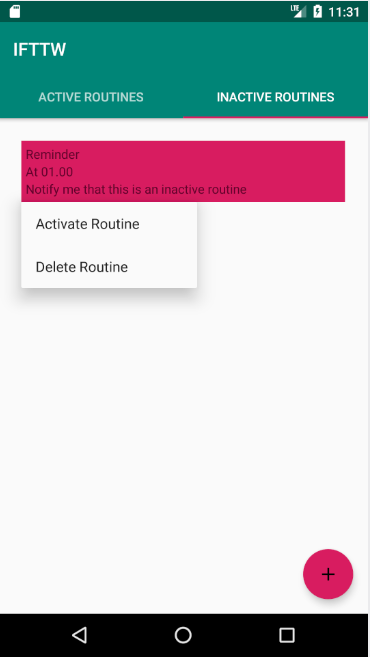 LTE 11:31
IFTTW
ACTIVE ROUTINES INACTIVE ROUTINES
Reminder
At 01.00
Notify me that this is an inactive routine
Activate Routine
Delete Routine
+